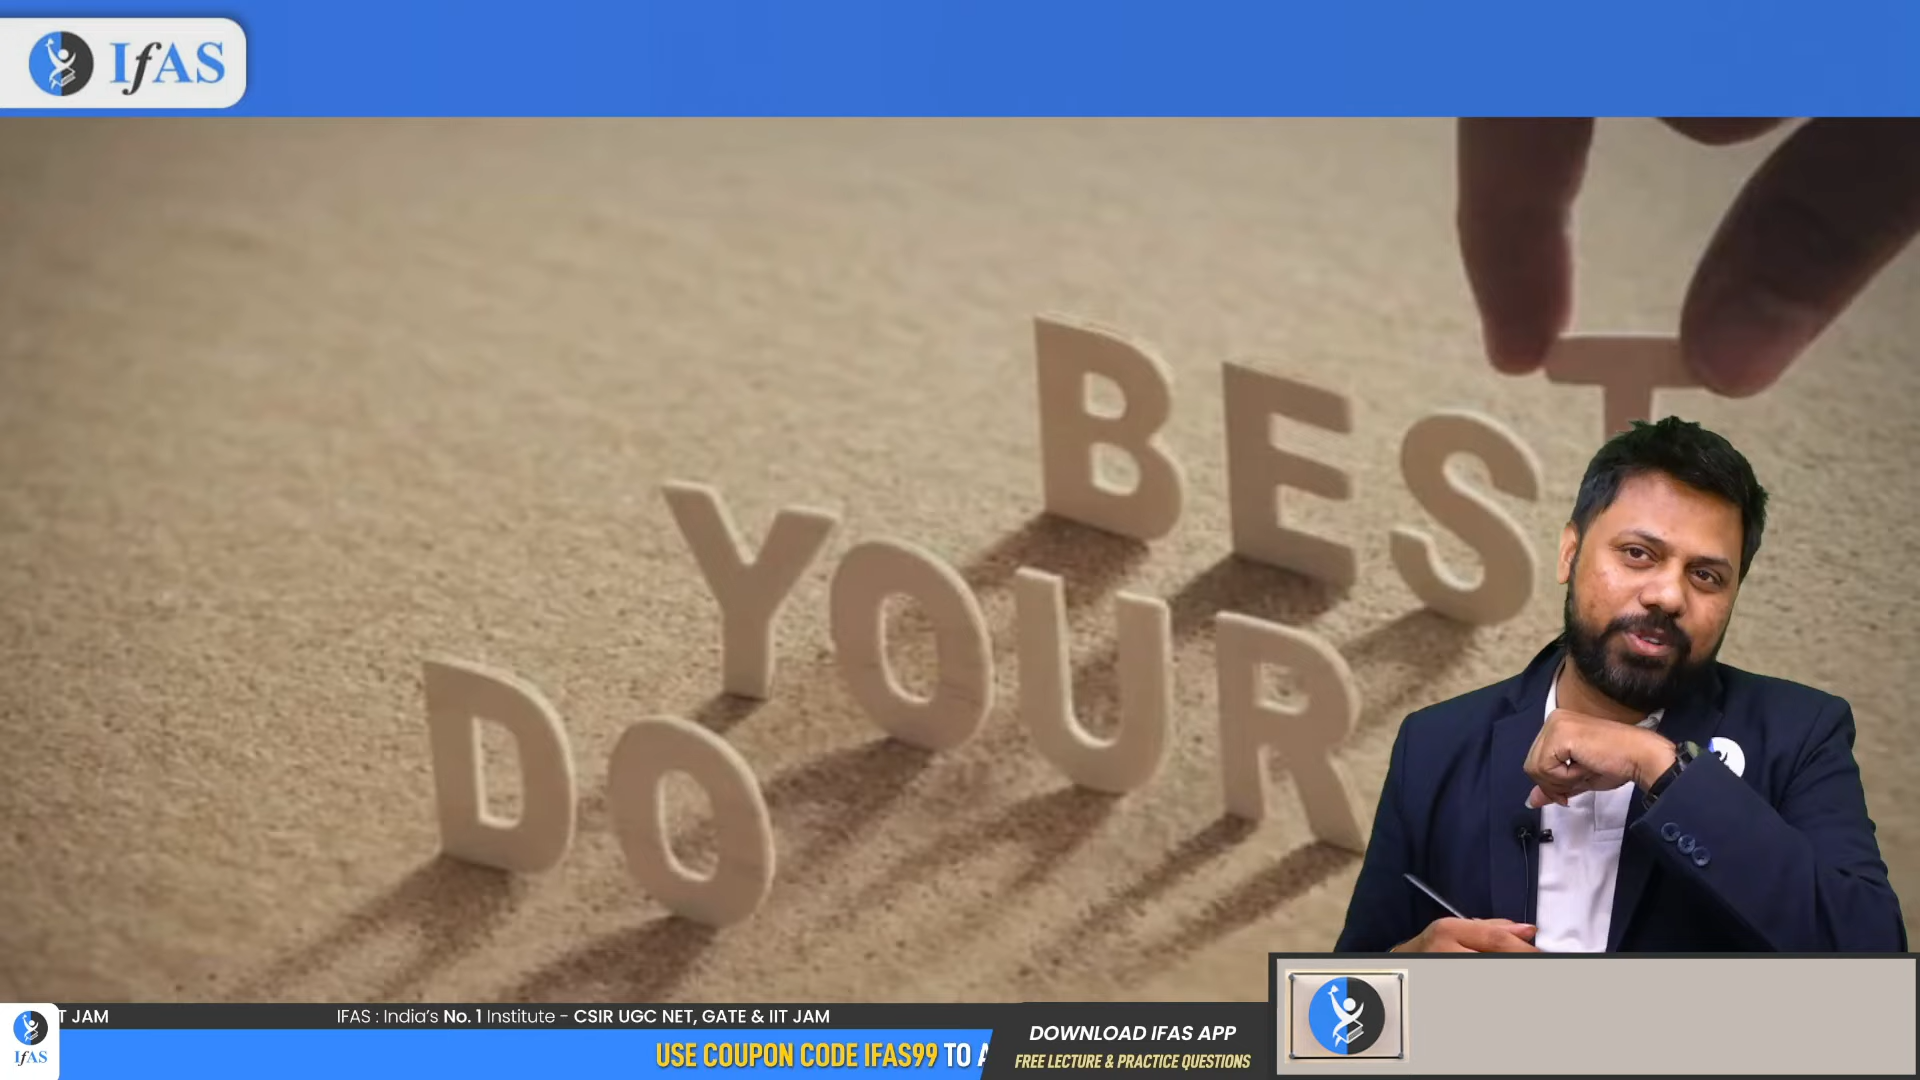 IfAS
BEST
YOUR
DO
T JAM
IFAS : India's No. 1 Institute - CSIR UGC NET, GATE & IIT JAM
IfAS
USE COUPON CODE IFAS99 TO
DOWNLOAD IFAS APP
FREE LECTURE & PRACTICE QUESTIONS